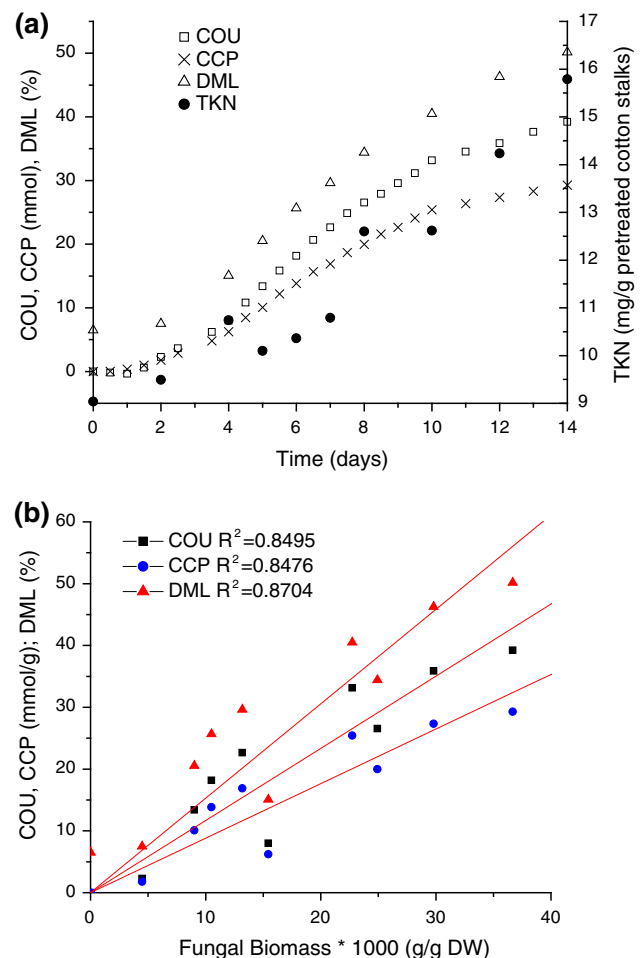 (a)
COU
CCP
DML
TKN
COU, CCP (mmol), DML (%)
50
40
30
20
10
0
TKN (mg/g pretreated cotton stalks)
17
16
15
14
13
12
11
10
9
0 2 4 6 8 10 12 14
Time (days)
(b)
COU R²=0.8495
CCP R²=0.8476
DML R²=0.8704
COU, CCP (mmol/g); DML (%)
60
50
40
30
20
10
0
0 10 20 30 40
Fungal Biomass * 1000 (g/g DW)